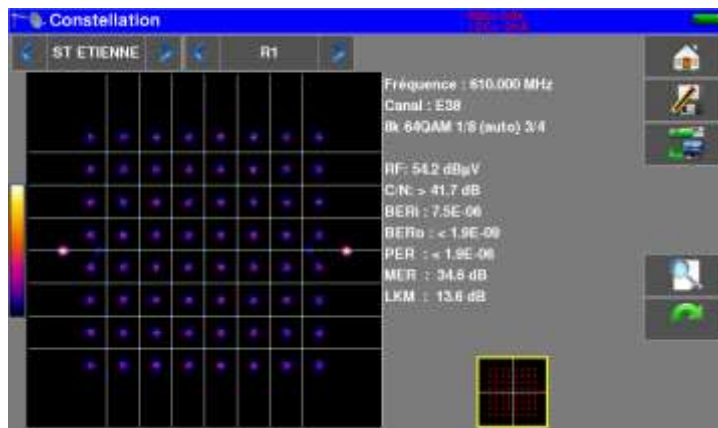 Constellation
ST ETIENNE
R1
Fréquence : 610.000 MHz
Canal : E38
8k 64QAM 1/8 (auto) 3/4
RF: 54.2 dBµV
C/N: > 41.7 dB
BERi : 7.5E-06
BERo : < 1.9E-09
PER : < 1.9E-06
MER : 34.6 dB
LKM : 13.6 dB